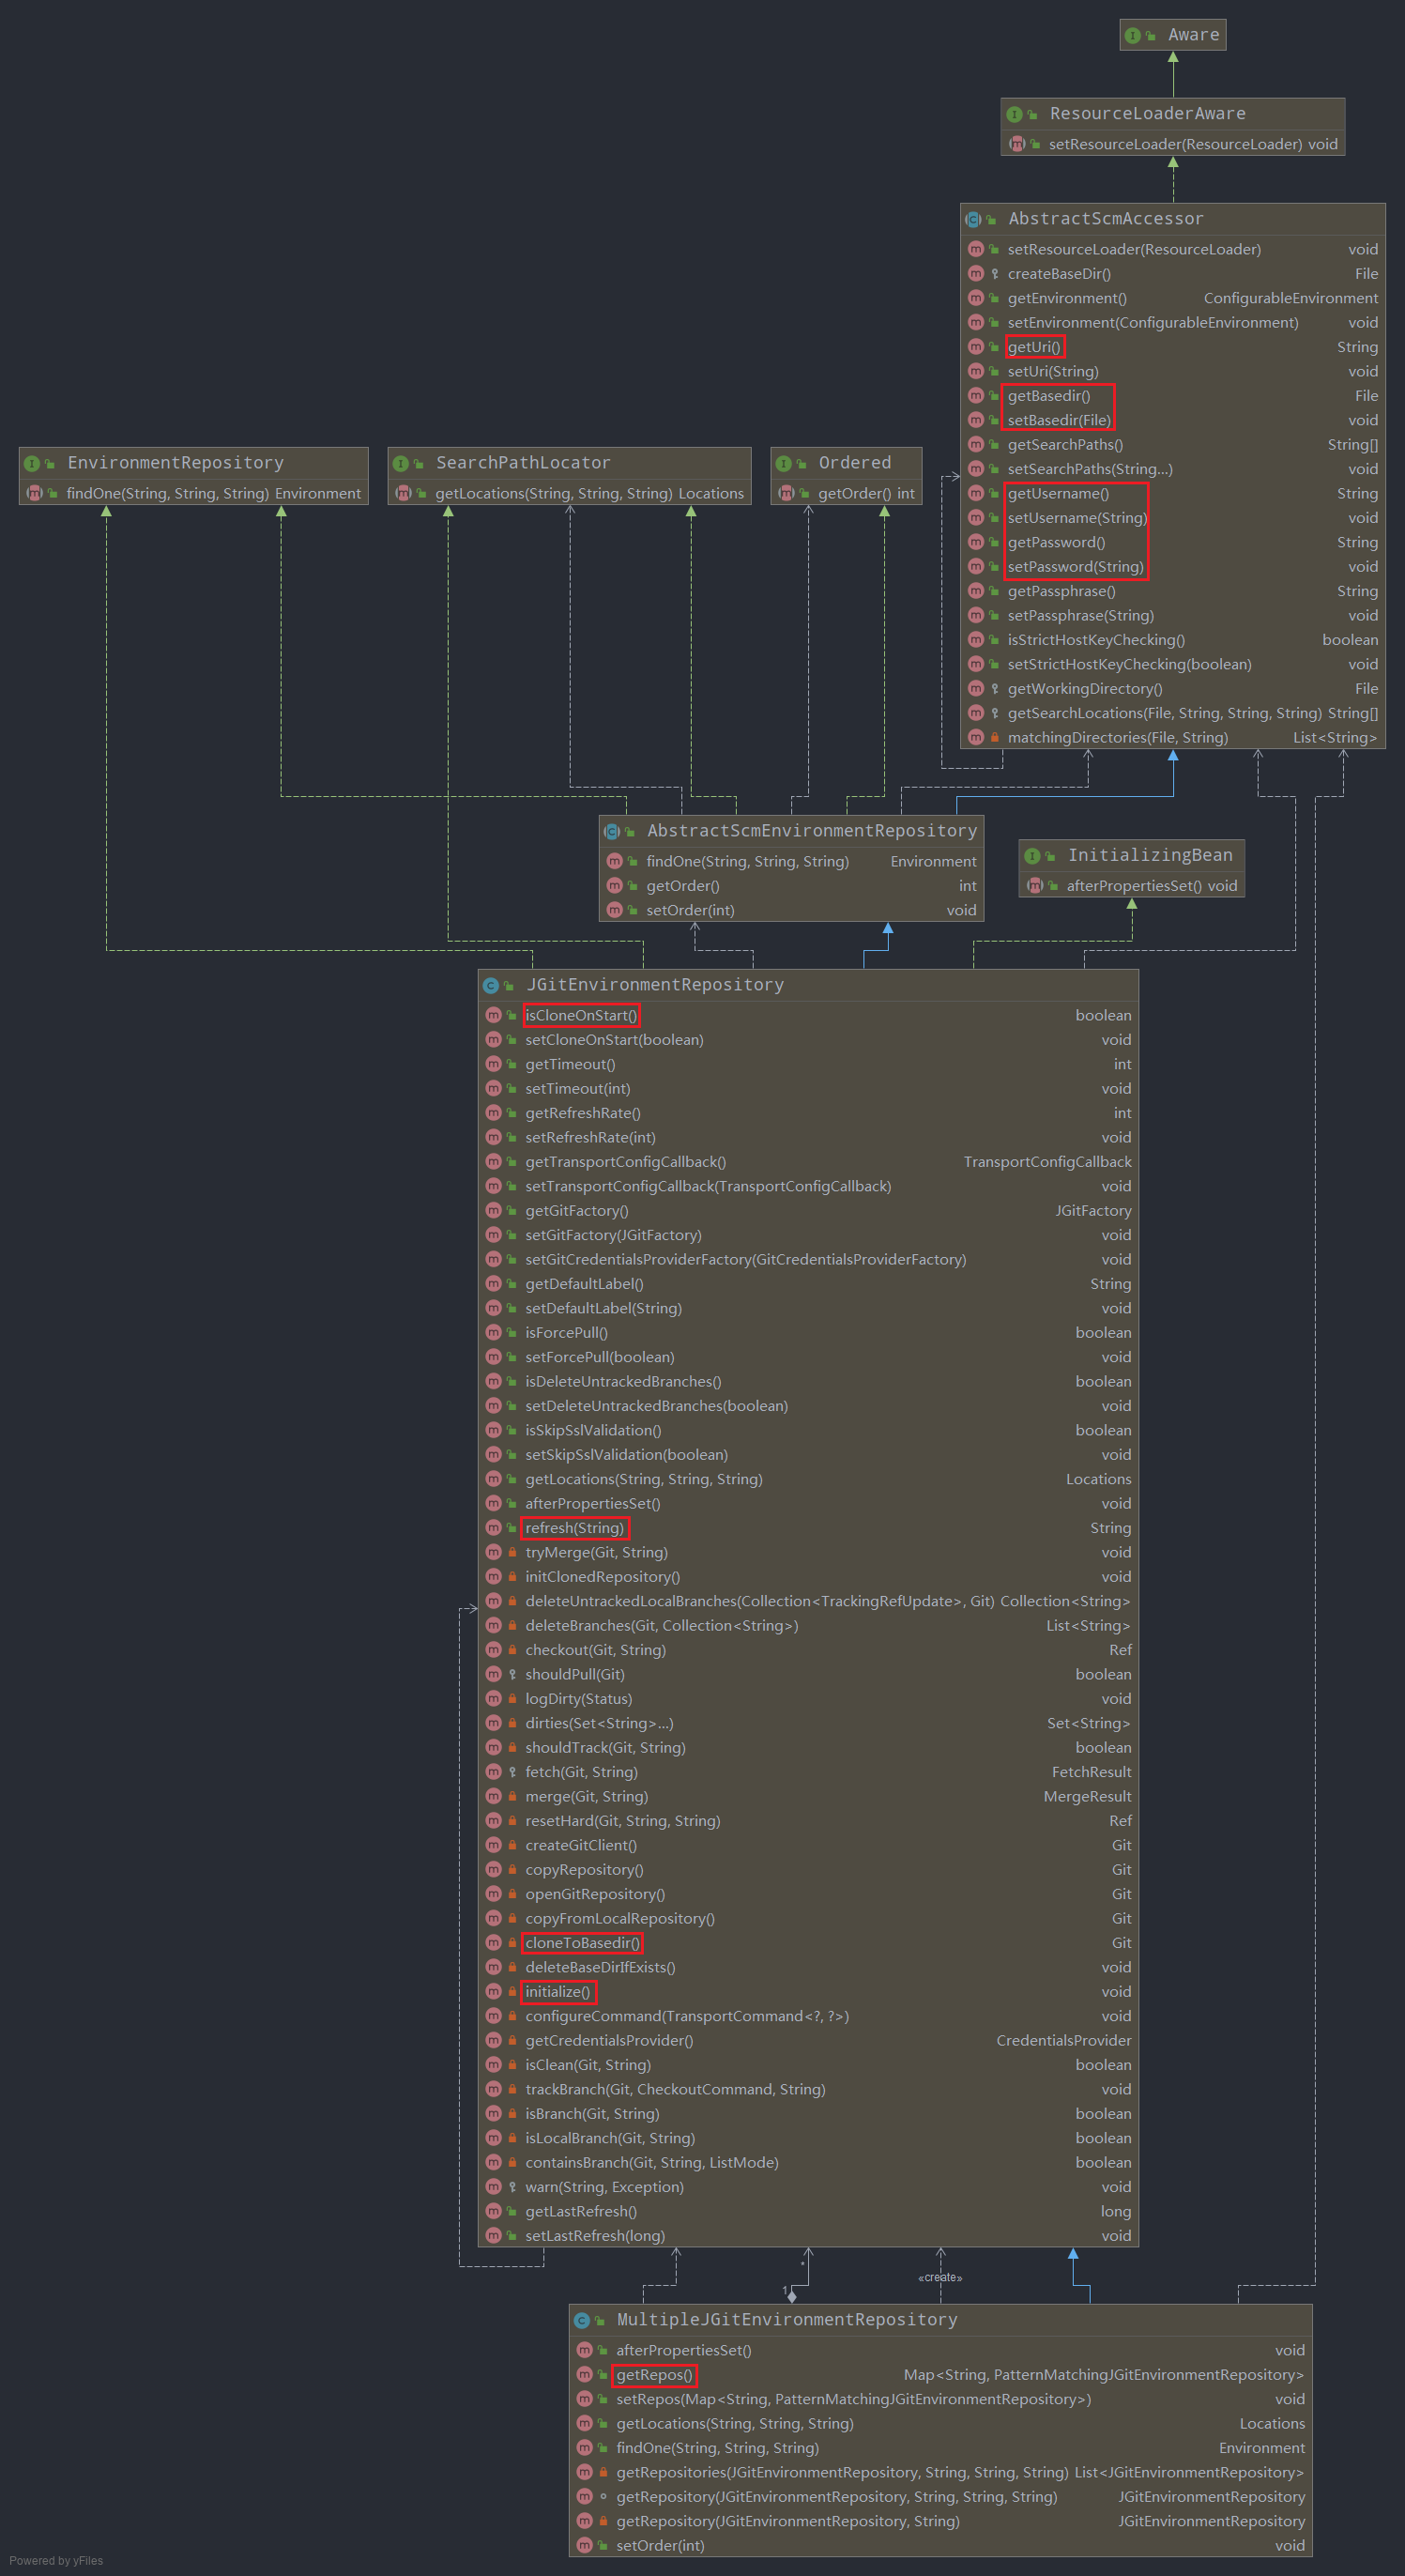 Aware
ResourceLoaderAware
setResourceLoader(ResourceLoader) void
AbstractScmAccessor
setResourceLoader(ResourceLoader) void
createBaseDir() File
getEnvironment() ConfigurableEnvironment
setEnvironment(ConfigurableEnvironment) void
getUri() String
setUri(String) void
getBasedir() File
setBasedir(File) void
getSearchPaths() String[]
setSearchPaths(String...) void
getUsername() String
setUsername(String) void
getPassword() String
setPassword(String) void
getPassphrase() String
setPassphrase(String) void
isStrictHostKeyChecking() boolean
setStrictHostKeyChecking(boolean) void
getWorkingDirectory() File
getSearchLocations(File, String, String, String) String[]
matchingDirectories(File, String) List<String>
EnvironmentRepository
findOne(String, String, String) Environment
SearchPathLocator
getLocations(String, String, String) Locations
Ordered
getOrder() int
AbstractScmEnvironmentRepository
findOne(String, String, String) Environment
getOrder() int
setOrder(int) void
InitializingBean
afterPropertiesSet() void
JGitEnvironmentRepository
isCloneOnStart() boolean
setCloneOnStart(boolean) void
getTimeout() int
setTimeout(int) void
getRefreshRate() int
setRefreshRate(int) void
getTransportConfigCallback() TransportConfigCallback
setTransportConfigCallback(TransportConfigCallback) void
getGitFactory() JGitFactory
setGitFactory(JGitFactory) void
setGitCredentialsProviderFactory(GitCredentialsProviderFactory) void
getDefaultLabel() String
setDefaultLabel(String) void
isForcePull() boolean
setForcePull(boolean) void
isDeleteUntrackedBranches() boolean
setDeleteUntrackedBranches(boolean) void
isSkipSslValidation() boolean
setSkipSslValidation(boolean) void
getLocations(String, String, String) Locations
afterPropertiesSet() void
refresh(String) String
tryMerge(Git, String) void
initClonedRepository() void
deleteUntrackedLocalBranches(Collection<TrackingRefUpdate>, Git) Collection<String>
deleteBranches(Git, Collection<String>) List<String>
checkout(Git, String) Ref
shouldPull(Git) boolean
logDirty(Status) void
dirties(Set<String>...) Set<String>
shouldTrack(Git, String) boolean
fetch(Git, String) FetchResult
merge(Git, String) MergeResult
resetHard(Git, String, String) Ref
createGitClient() Git
copyRepository() Git
openGitRepository() Git
copyFromLocalRepository() Git
cloneToBasedir() Git
deleteBaseDirIfExists() void
initialize() void
configureCommand(TransportCommand<?, ?>) void
getCredentialsProvider() CredentialsProvider
isClean(Git, String) boolean
trackBranch(Git, CheckoutCommand, String) void
isBranch(Git, String) boolean
isLocalBranch(Git, String) boolean
containsBranch(Git, String, ListMode) boolean
warn(String, Exception) void
getLastRefresh() long
setLastRefresh(long) void
*
«create»
1
MultipleJGitEnvironmentRepository
afterPropertiesSet() void
getRepos() Map<String, PatternMatchingJGitEnvironmentRepository>
setRepos(Map<String, PatternMatchingJGitEnvironmentRepository>) void
getLocations(String, String, String) Locations
findOne(String, String, String) Environment
getRepositories(JGitEnvironmentRepository, String, String, String) List<JGitEnvironmentRepository>
getRepository(JGitEnvironmentRepository, String, String, String) JGitEnvironmentRepository
getRepository(JGitEnvironmentRepository, String) JGitEnvironmentRepository
setOrder(int) void
Powered by yFiles